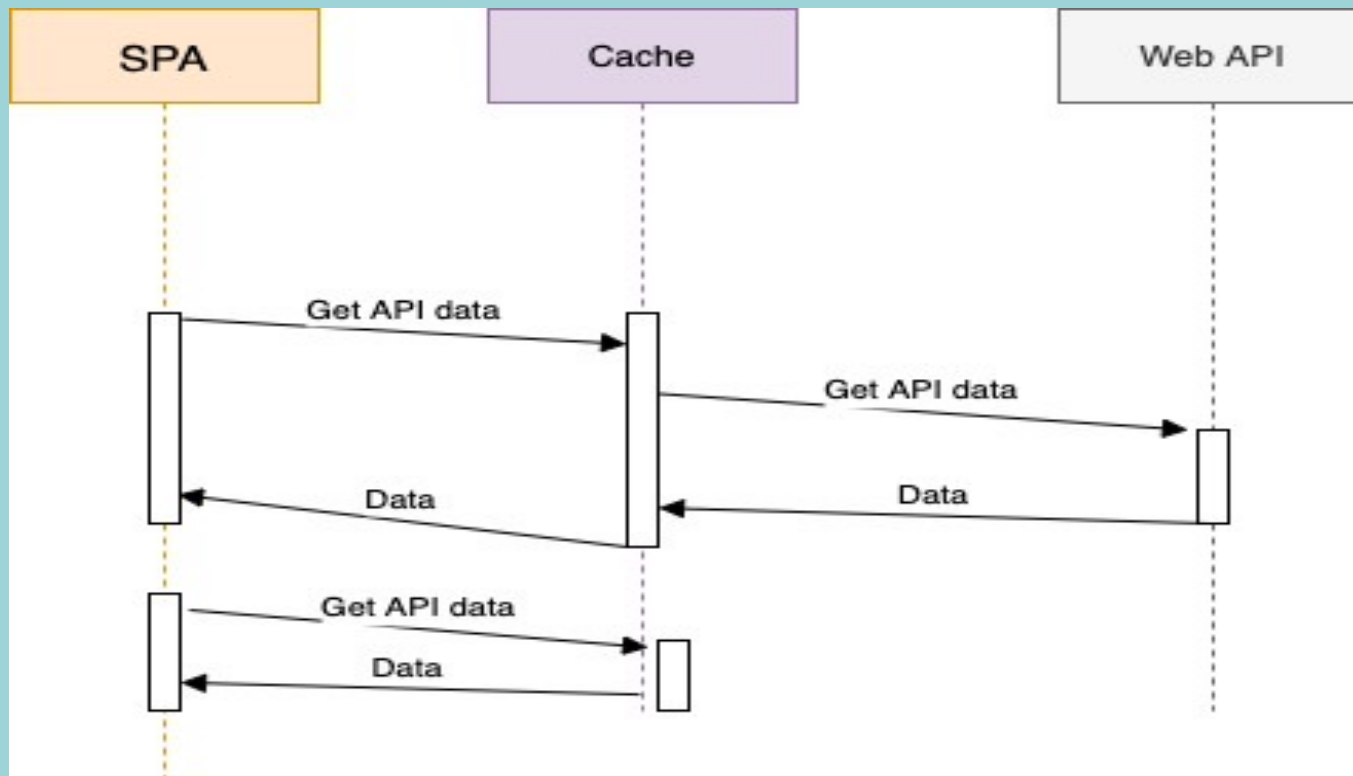 SPA
Cache
Web API
Get API data
Get API data
Data
Data
Get API data
Data